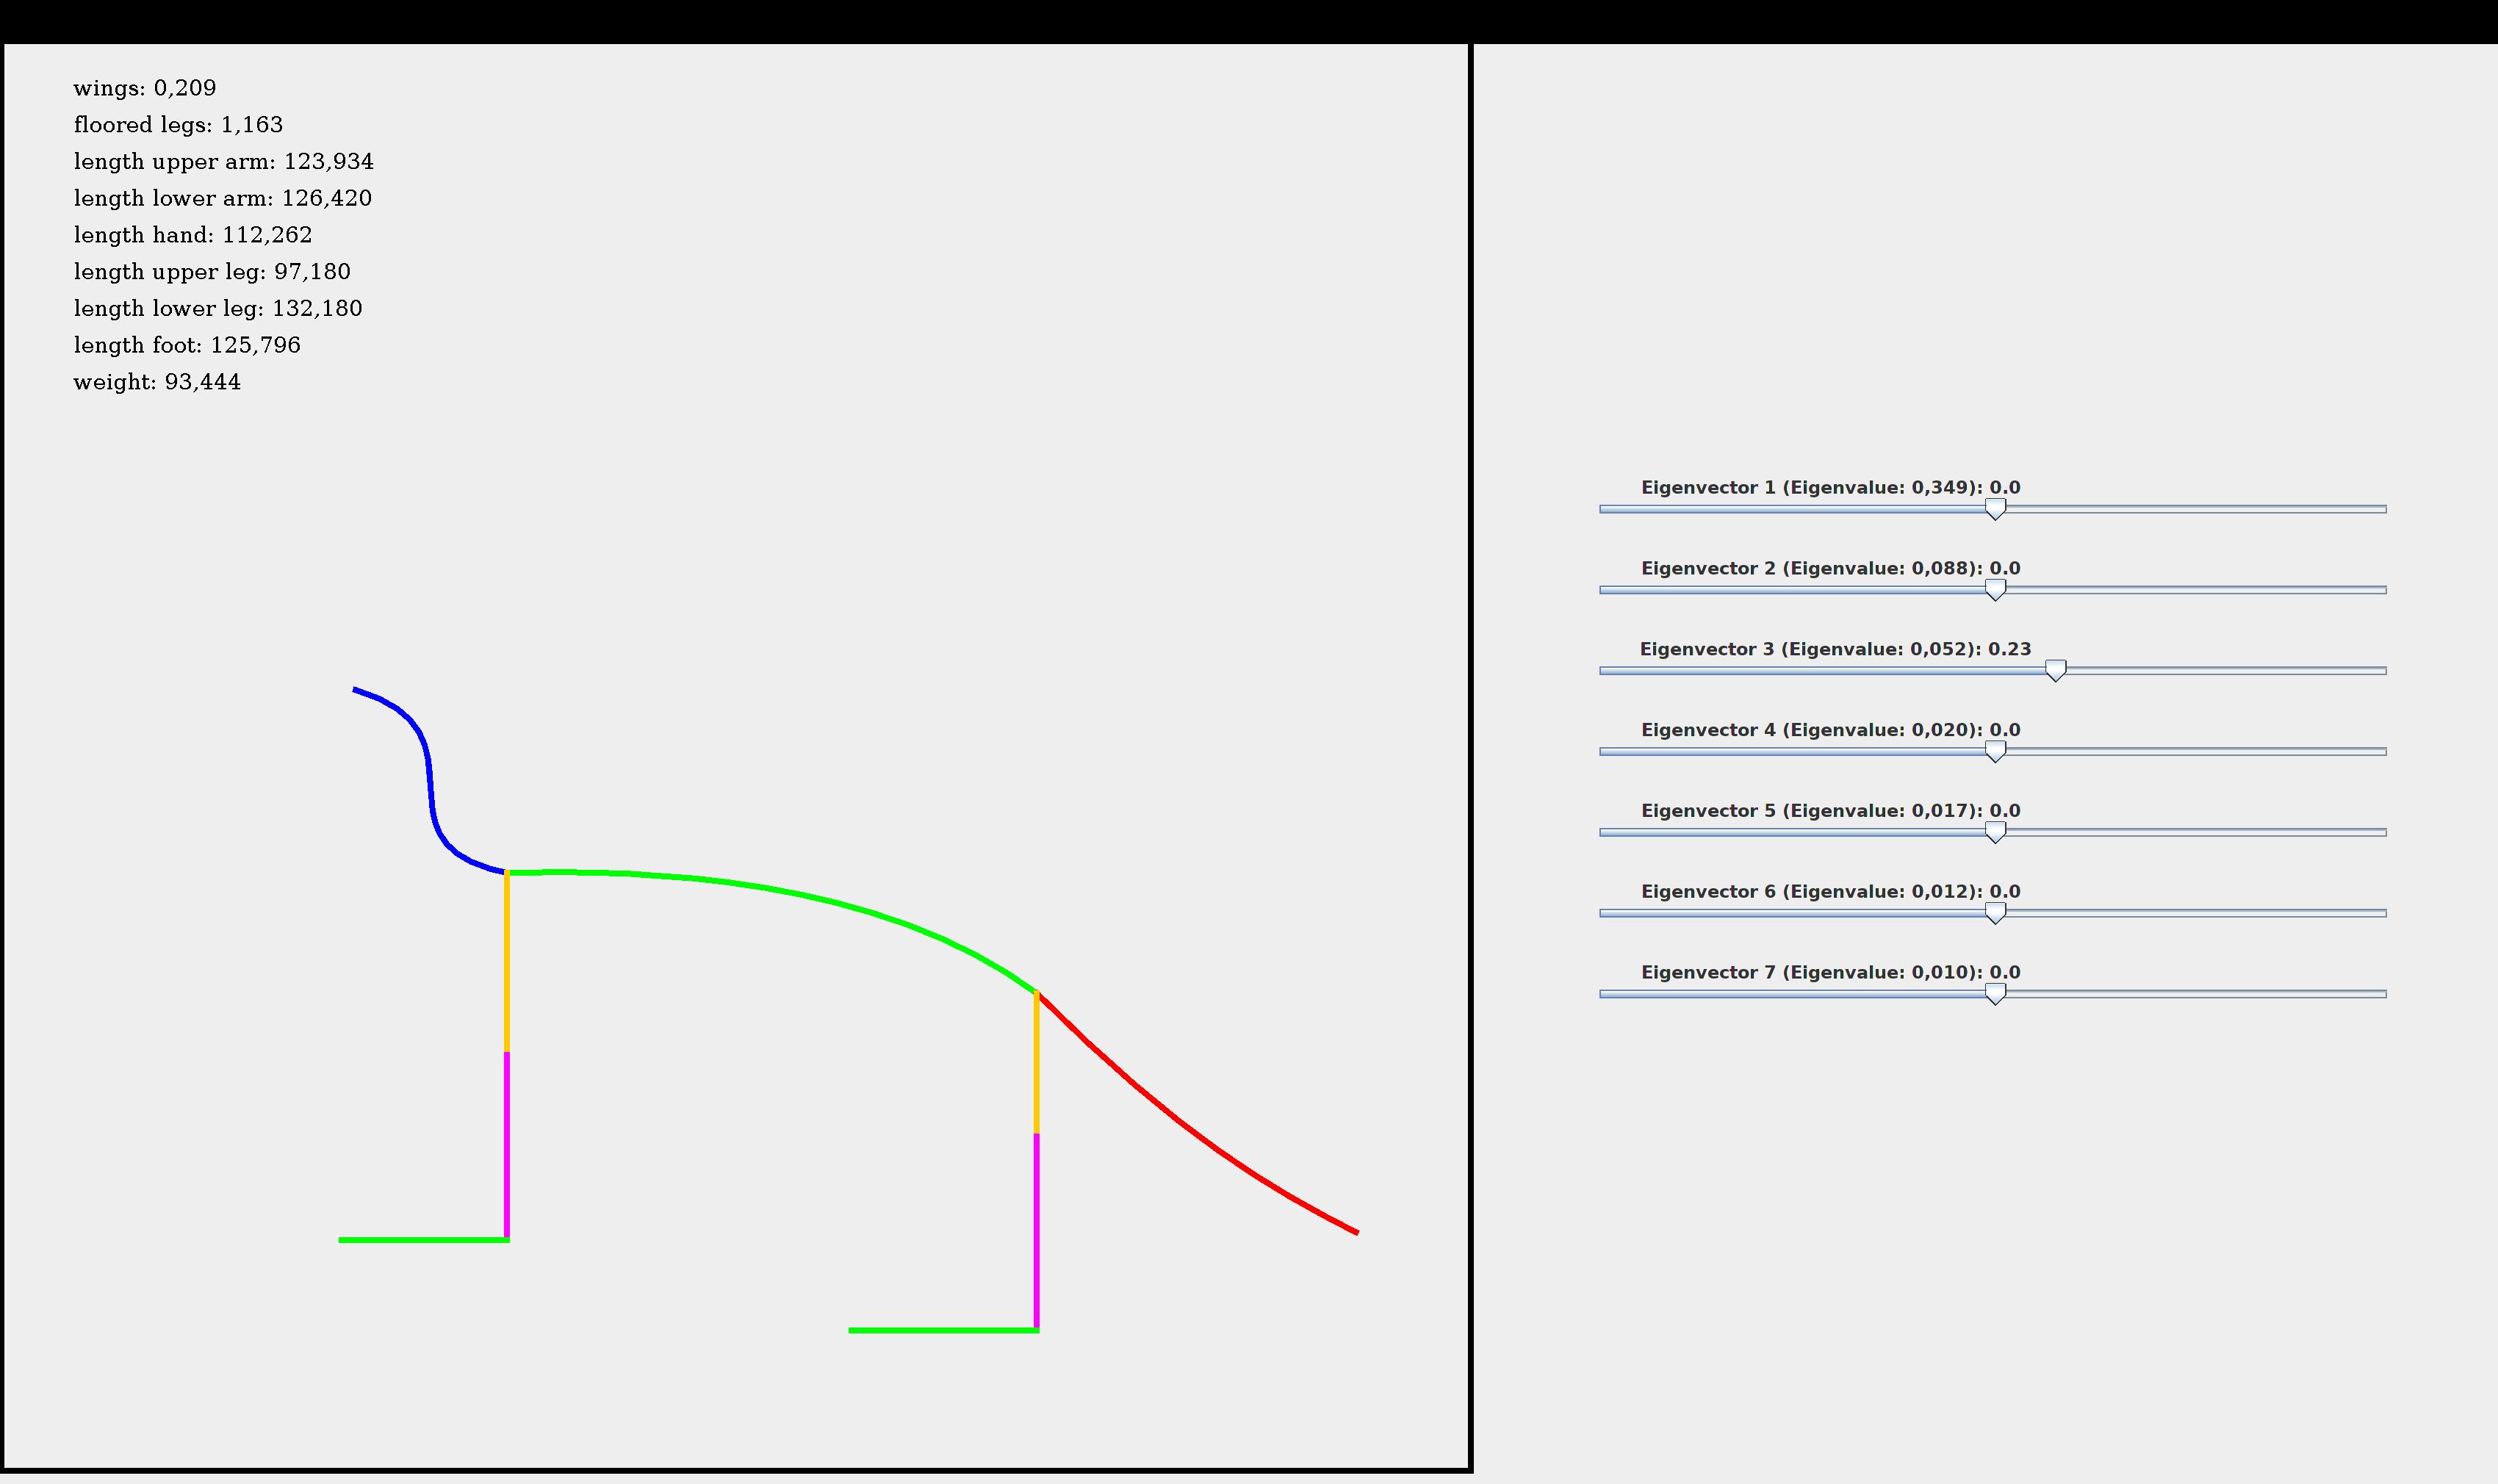 wings: 0,209
floored legs: 1,163
length upper arm: 123,934
length lower arm: 126,420
length hand: 112,262
length upper leg: 97,180
length lower leg: 132,180
length foot: 125,796
weight: 93,444
Eigenvector 1 (Eigenvalue: 0,349): 0.0
Eigenvector 2 (Eigenvalue: 0,088): 0.0
Eigenvector 3 (Eigenvalue: 0,052): 0.23
Eigenvector 4 (Eigenvalue: 0,020): 0.0
Eigenvector 5 (Eigenvalue: 0,017): 0.0
Eigenvector 6 (Eigenvalue: 0,012): 0.0
Eigenvector 7 (Eigenvalue: 0,010): 0.0